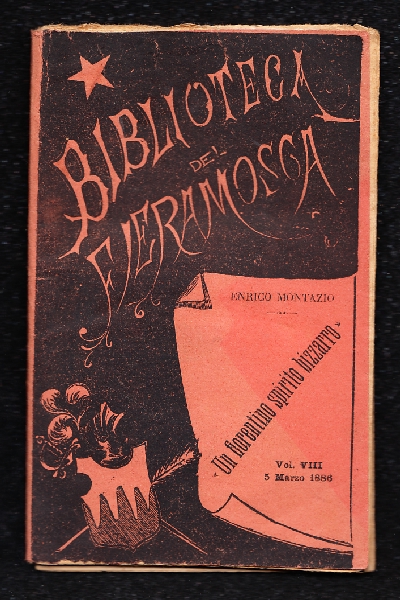 BIBLIOTECA
DEL
FIERAMOSCA
ENRICO MONTAZIO
"Un fiorentino spirito bizzarro"
Vol. VIII
5 Marzo 1886